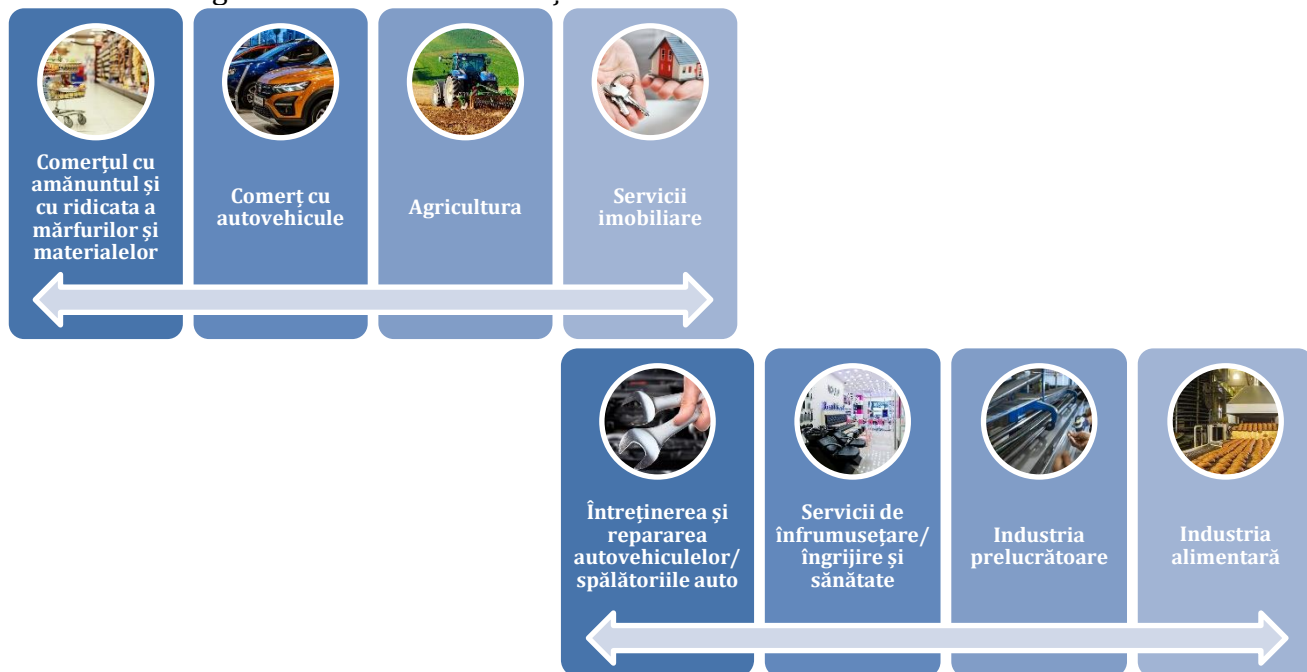 Comerțul cu
amănuntul și
cu ridicata a
mărfurilor și
materialelor
Comerț cu
autovehicule
Agricultura
Servicii
imobiliare
Întreținerea și
repararea
autovehiculelor/
spălătoriile auto
Servicii de
înfrumusețare/
îngrijire și
sănătate
Industria
prelucrătoare
Industria
alimentară